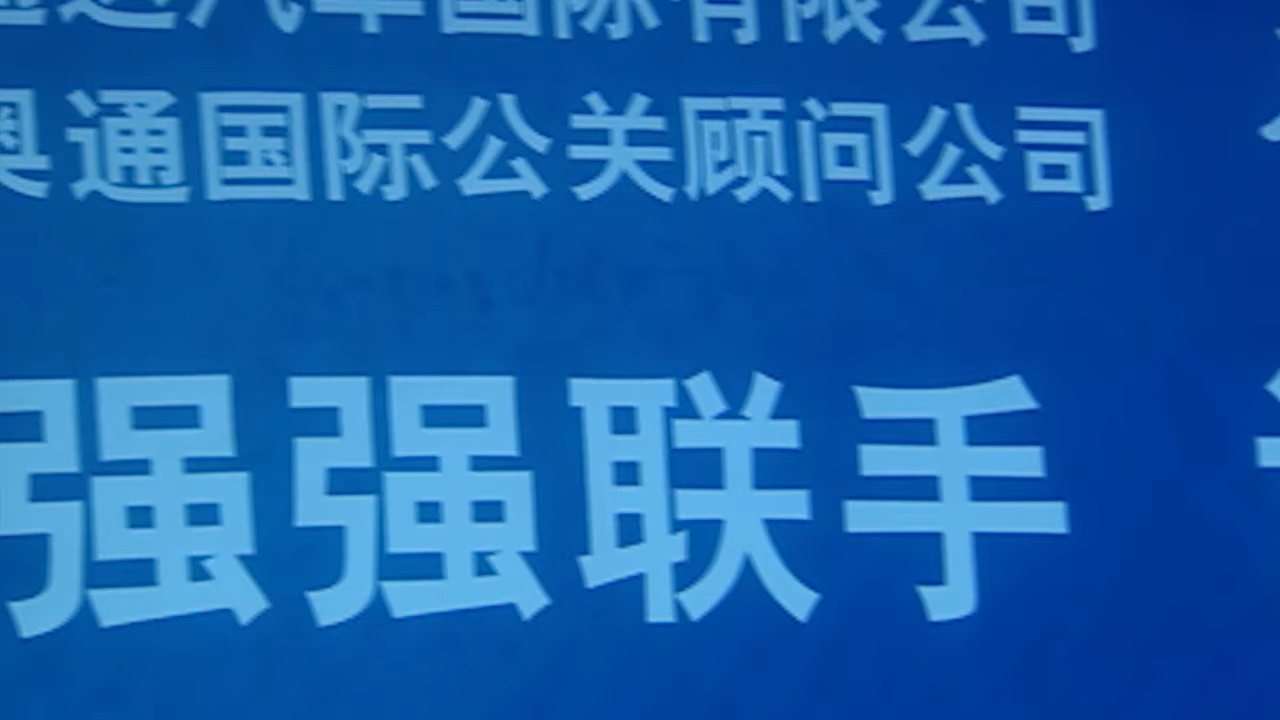 汽车国际有限公司
奥通国际公关顾问公司
强强联手